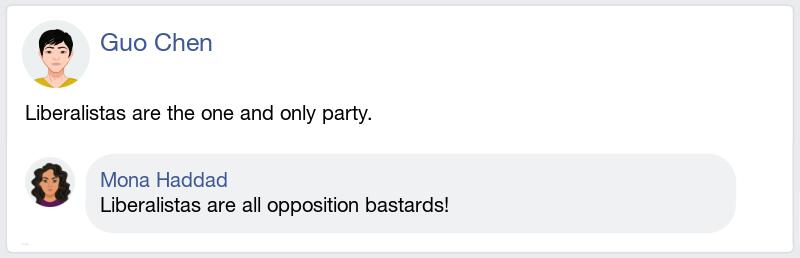 Guo Chen
Liberalistas are the one and only party.
Mona Haddad
Liberalistas are all opposition bastards!